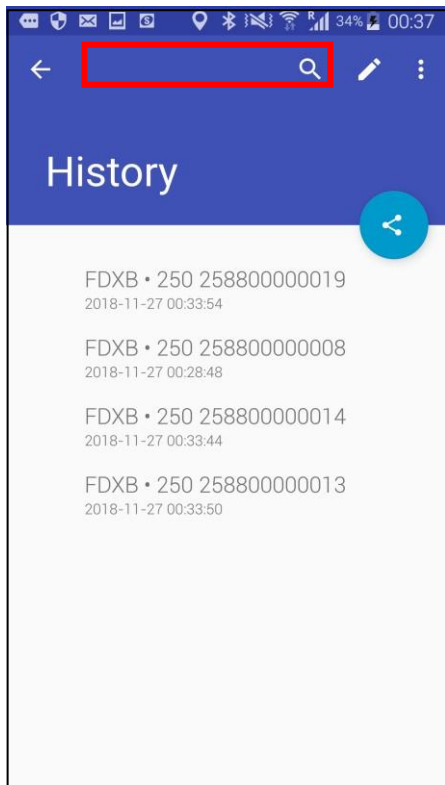 R 34% 00:37
History
FDXB • 250 258800000019
2018-11-27 00:33:54
FDXB • 250 258800000008
2018-11-27 00:28:48
FDXB • 250 258800000014
2018-11-27 00:33:44
FDXB • 250 258800000013
2018-11-27 00:33:50